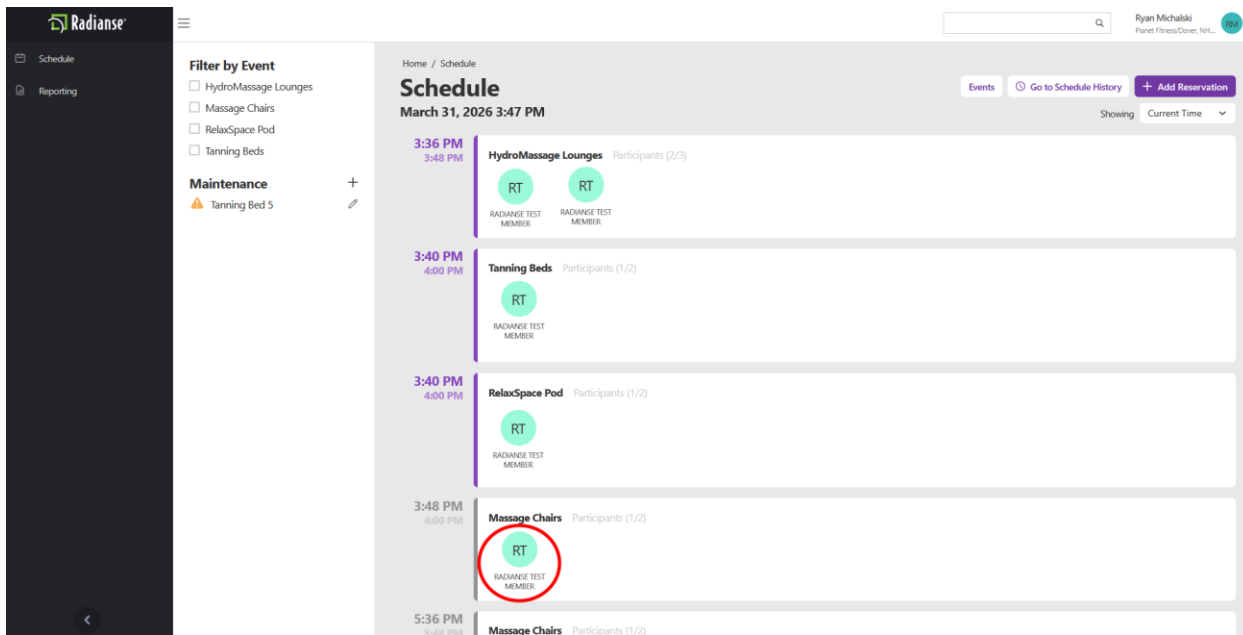 Radianse
Ryan Michalski
RM
Planet Fitness/Dover, NH...
Schedule
Reporting
Filter by Event
HydroMassage Lounges
Massage Chairs
RelaxSpace Pod
Tanning Beds
Maintenance
Tanning Bed 5
Home / Schedule
Schedule
March 31, 2026 3:47 PM
Events
Go to Schedule History
+ Add Reservation
Showing
Current Time
3:36 PM
3:48 PM
HydroMassage Lounges Participants (2/3)
RT
RADIANSE TEST
MEMBER
RT
RADIANSE TEST
MEMBER
3:40 PM
4:00 PM
Tanning Beds Participants (1/2)
RT
RADIANSE TEST
MEMBER
3:40 PM
4:00 PM
RelaxSpace Pod Participants (1/2)
RT
RADIANSE TEST
MEMBER
3:48 PM
4:00 PM
Massage Chairs Participants (1/2)
RT
RADIANSE TEST
MEMBER
5:36 PM
5:48 PM
Massage Chairs Participants (1/2)